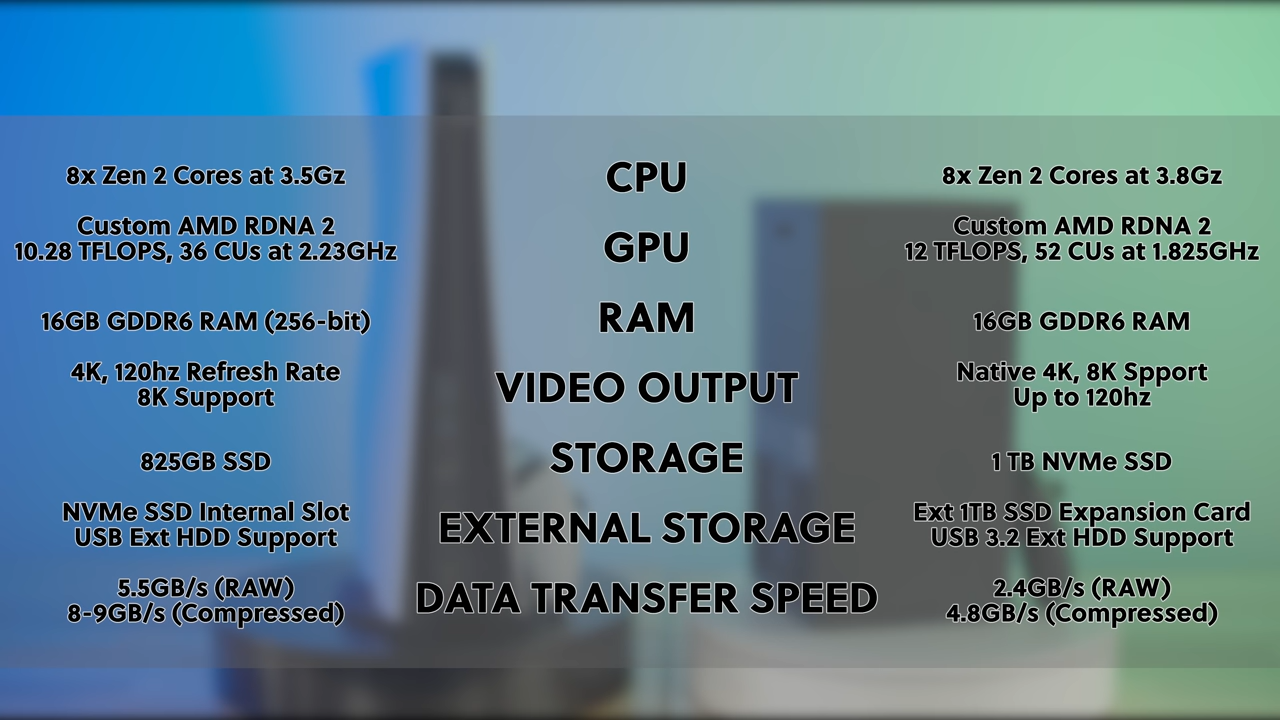 8x Zen 2 Cores at 3.5Gz
CPU
8x Zen 2 Cores at 3.8Gz
Custom AMD RDNA 2
10.28 TFLOPS, 36 CUs at 2.23GHz
GPU
Custom AMD RDNA 2
12 TFLOPS, 52 CUs at 1.825GHz
16GB GDDR6 RAM (256-bit)
RAM
16GB GDDR6 RAM
4K, 120hz Refresh Rate
8K Support
VIDEO OUTPUT
Native 4K, 8K Spport
Up to 120hz
825GB SSD
STORAGE
1 TB NVMe SSD
NVMe SSD Internal Slot
USB Ext HDD Support
EXTERNAL STORAGE
Ext 1TB SSD Expansion Card
USB 3.2 Ext HDD Support
5.5GB/s (RAW)
8-9GB/s (Compressed)
DATA TRANSFER SPEED
2.4GB/s (RAW)
4.8GB/s (Compressed)